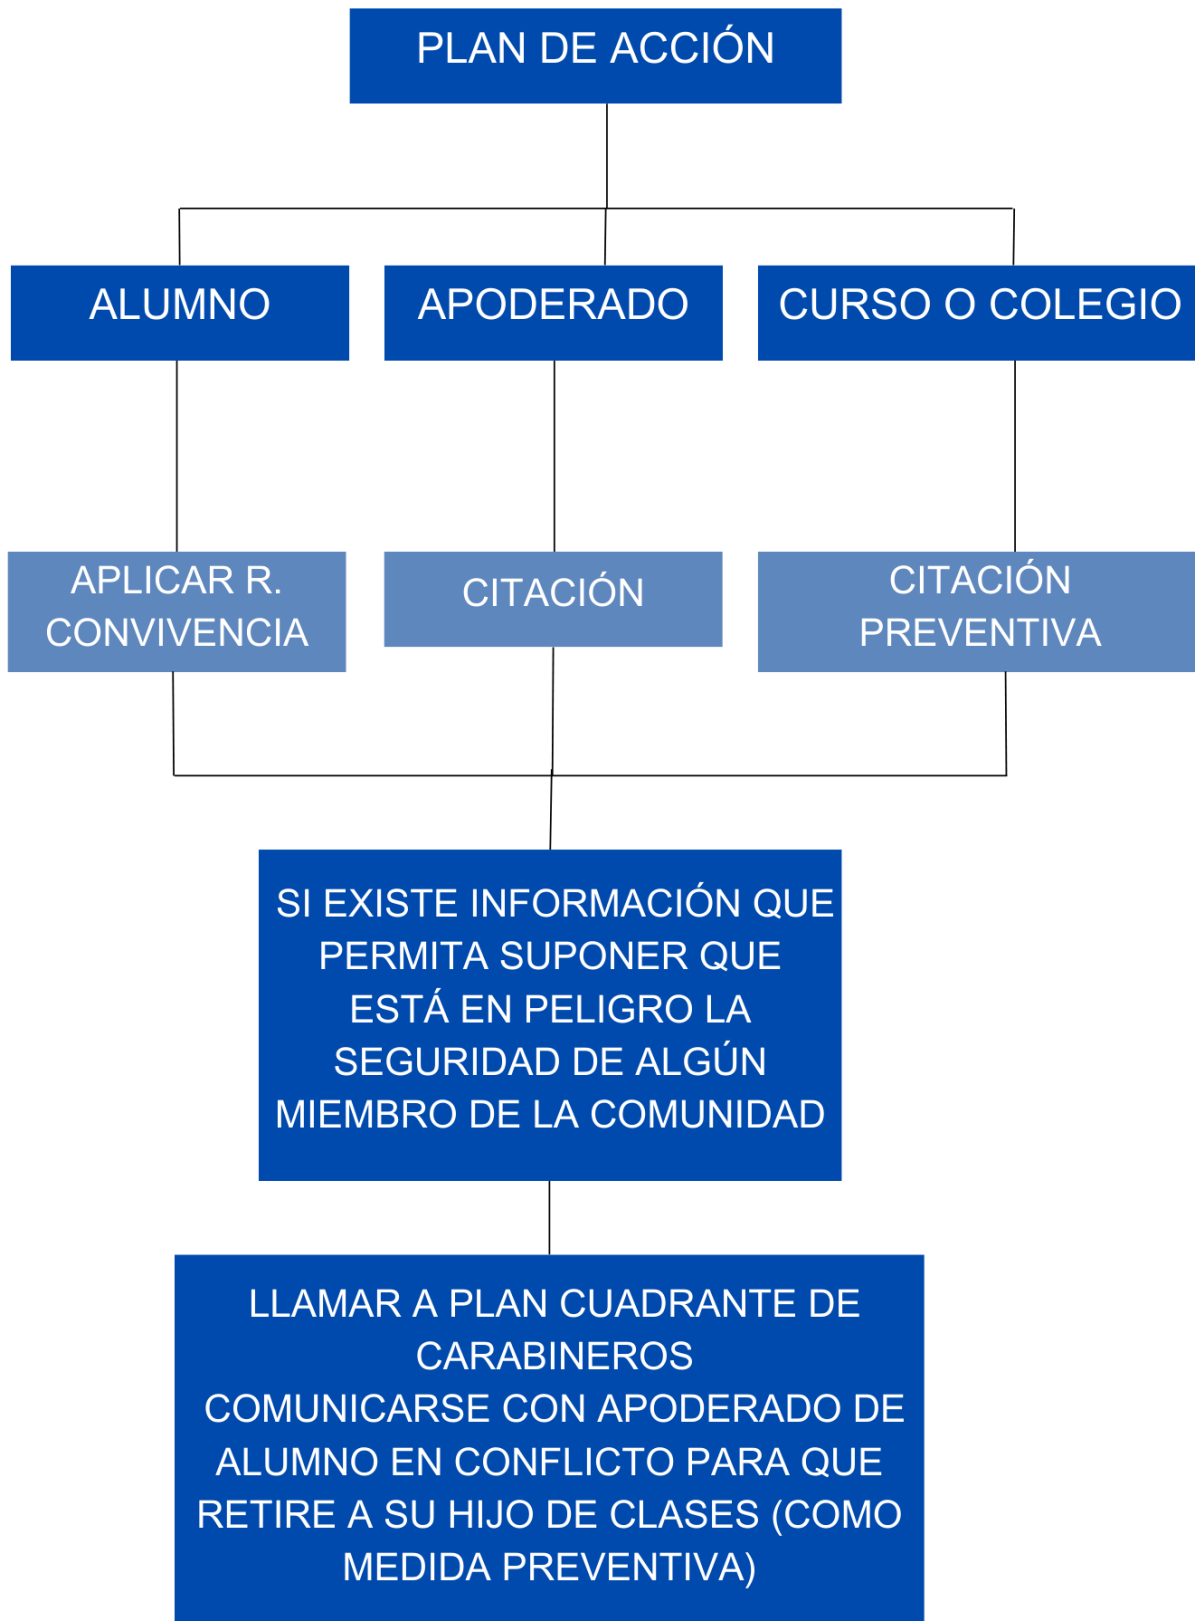 PLAN DE ACCIÓN
ALUMNO
APODERADO
CURSO O COLEGIO
APLICAR R.
CONVIVENCIA
CITACIÓN
CITACIÓN
PREVENTIVA
SI EXISTE INFORMACIÓN QUE
PERMITA SUPONER QUE
ESTÁ EN PELIGRO LA
SEGURIDAD DE ALGÚN
MIEMBRO DE LA COMUNIDAD
LLAMAR A PLAN CUADRANTE DE
CARABINEROS
COMUNICARSE CON APODERADO DE
ALUMNO EN CONFLICTO PARA QUE
RETIRE A SU HIJO DE CLASES (COMO
MEDIDA PREVENTIVA)